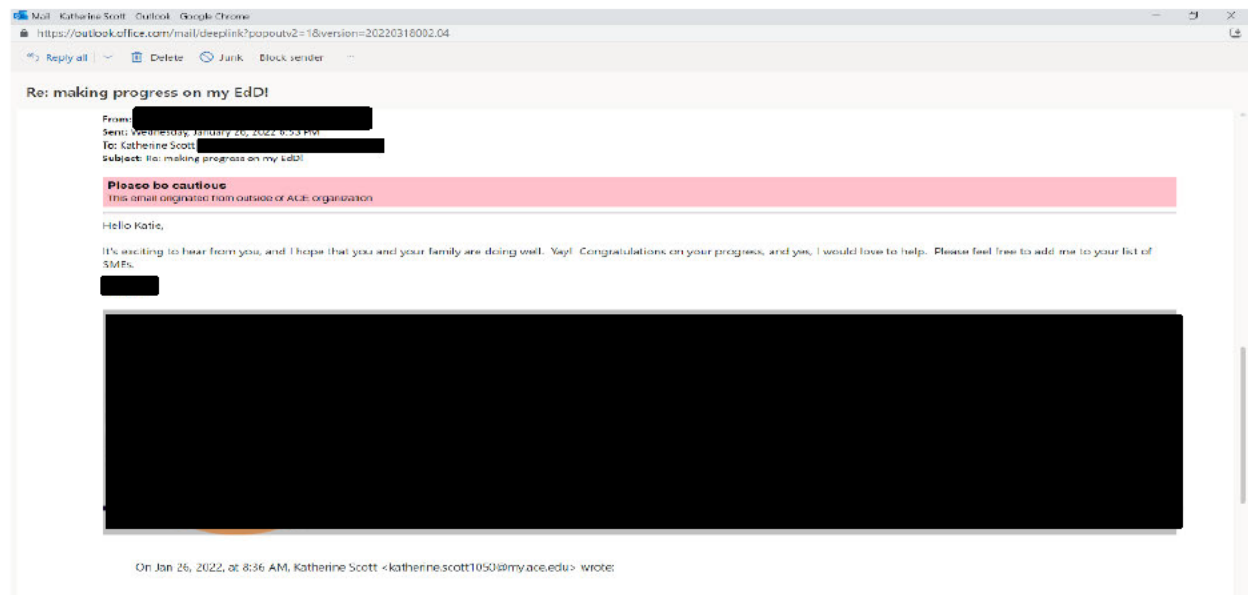 Mail - Katherine Scott - Outlook - Google Chrome
https://outlook.office.com/mail/deeplink?popoutv2=1&version=20220318002.04
Reply all Delete Junk Block sender ...
Re: making progress on my EdD!
From:
Sent: Wednesday, January 26, 2022 6:53 PM
To: Katherine Scott
Subject: Re: making progress on my EdD!
Please be cautious
This email originated from outside of ACE organization
Hello Katie,
It's exciting to hear from you, and I hope that you and your family are doing well. Yay! Congratulations on your progress, and yes, I would love to help. Please feel free to add me to your list of
SMEs.
On Jan 26, 2022, at 8:36 AM, Katherine Scott <katherine.scott1050@my.ace.edu> wrote: